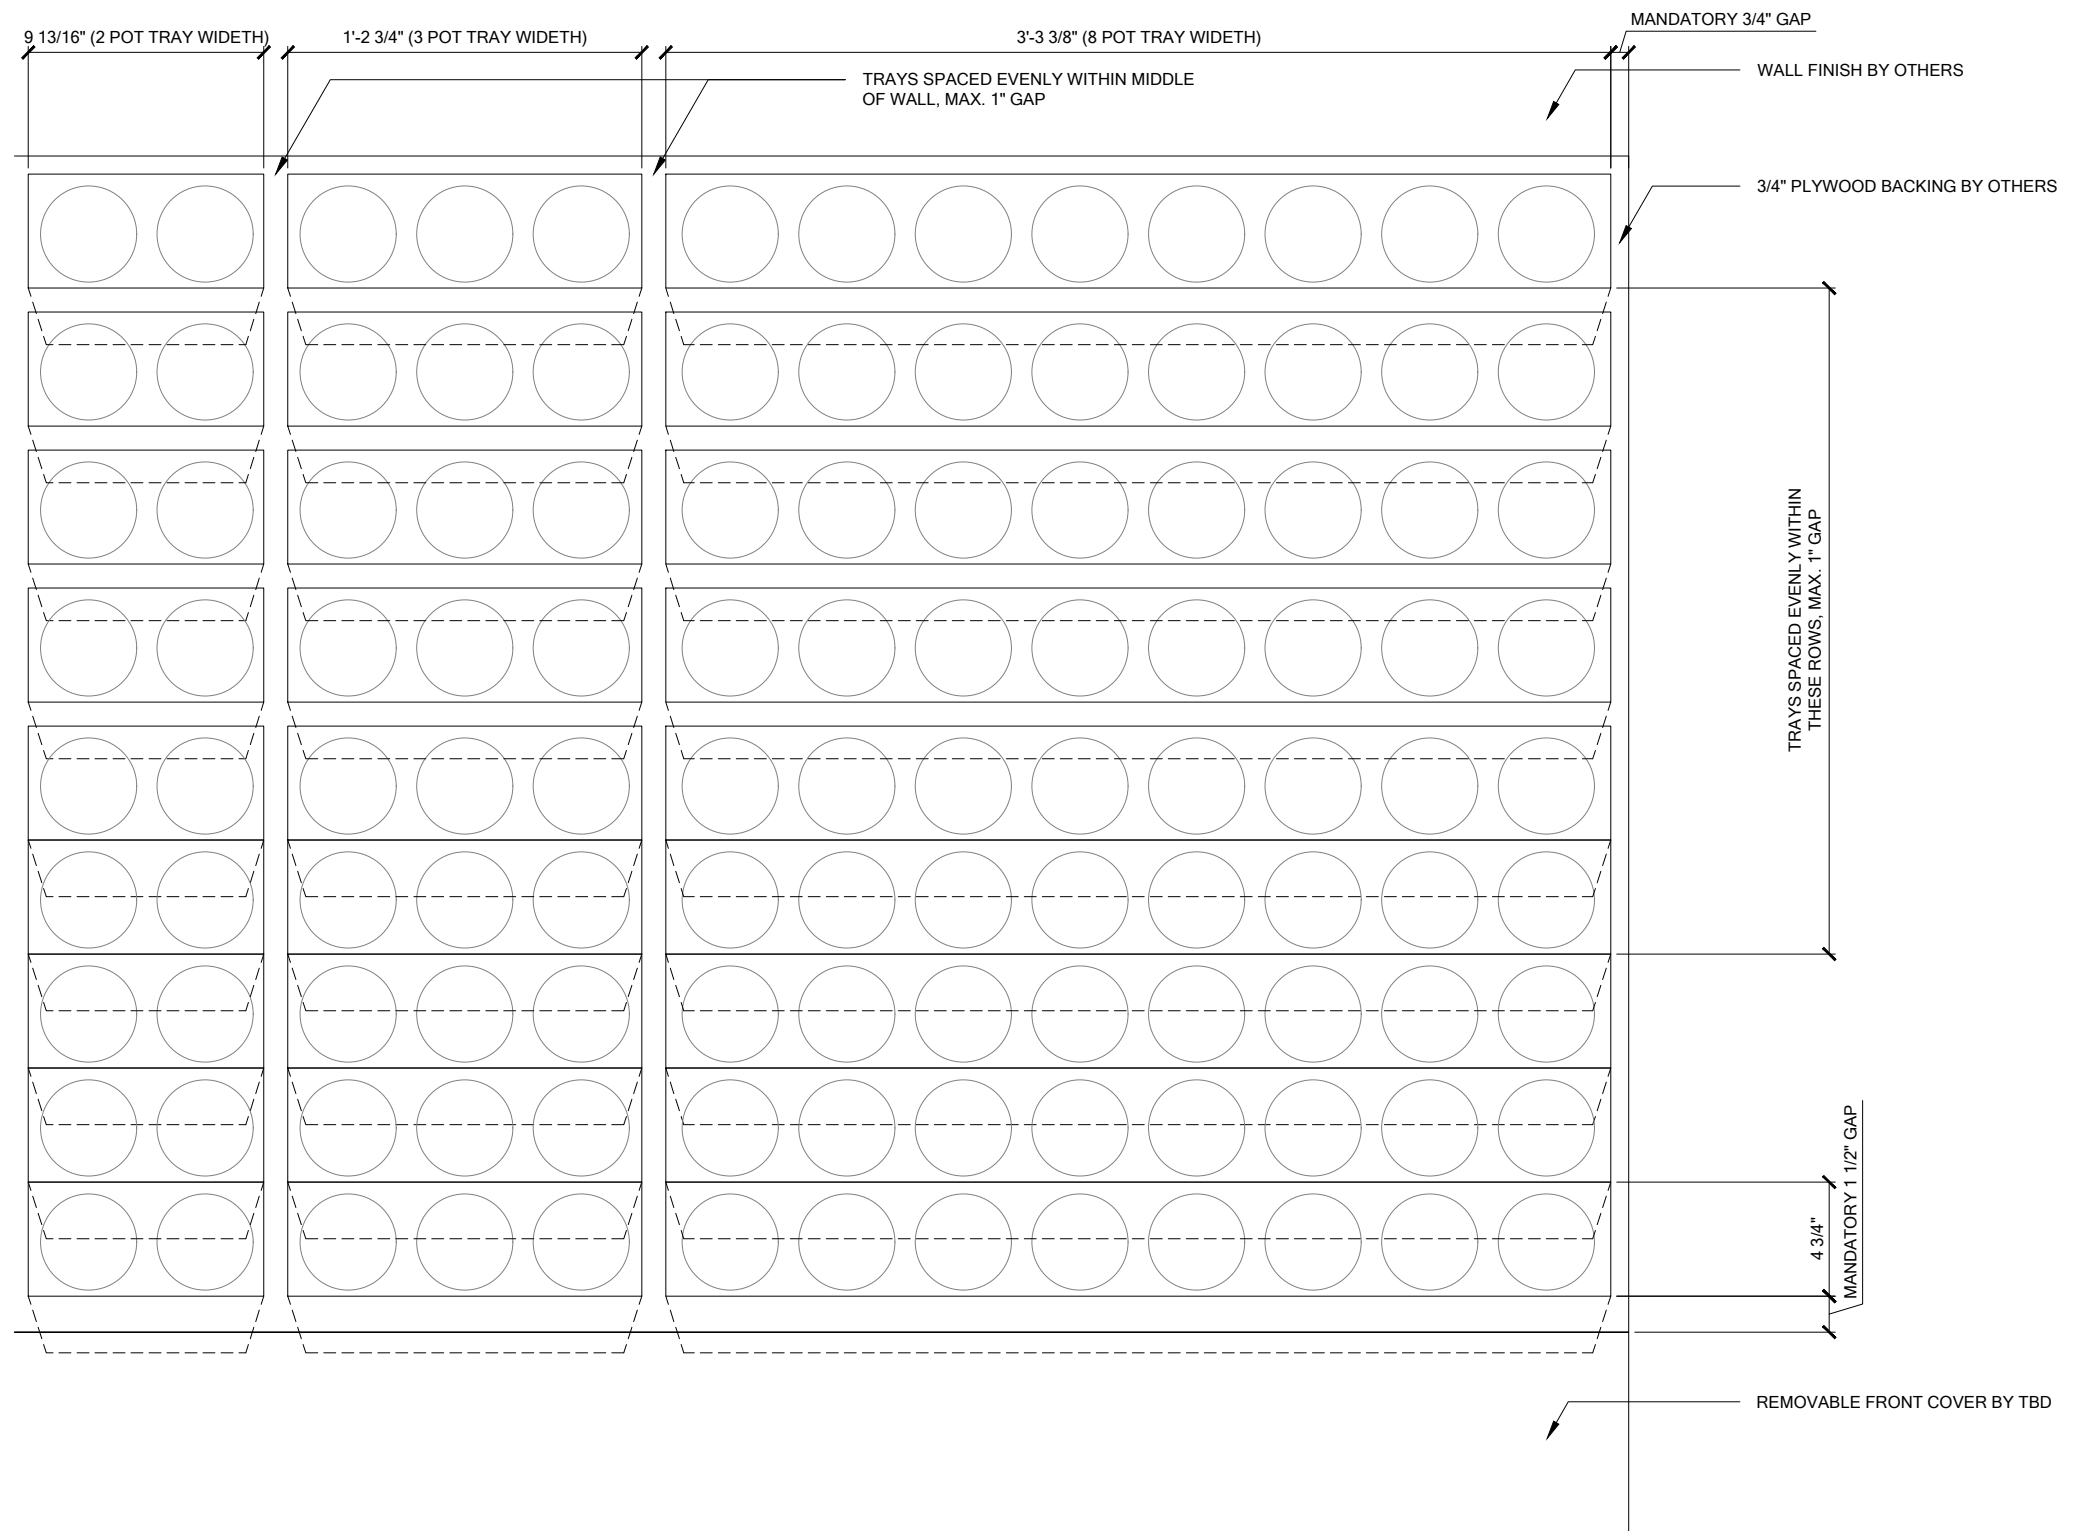 MANDATORY 3/4" GAP
9 13/16" (2 POT TRAY WIDETH)
1'-2 3/4" (3 POT TRAY WIDETH)
3'-3 3/8" (8 POT TRAY WIDETH)
TRAYS SPACED EVENLY WITHIN MIDDLE
OF WALL, MAX. 1" GAP
WALL FINISH BY OTHERS
3/4" PLYWOOD BACKING BY OTHERS
TRAYS SPACED EVENLY WITHIN
THESE ROWS, MAX. 1" GAP
4 3/4"
MANDATORY 1 1/2" GAP
REMOVABLE FRONT COVER BY TBD